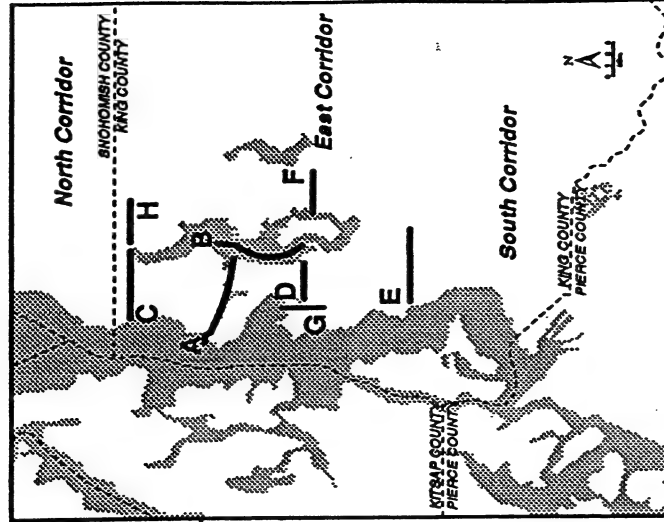 North Corridor
SNOHOMISH COUNTY
KING COUNTY
C H
A B
D F
G
East Corridor
E
KITSAP COUNTY
PIERCE COUNTY
South Corridor
KING COUNTY
PIERCE COUNTY
N